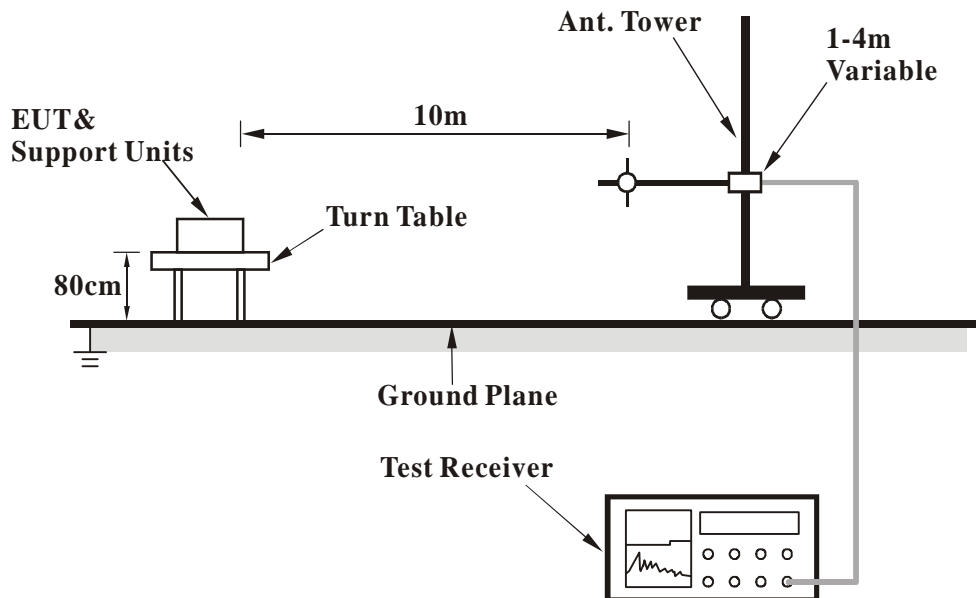 Ant. Tower
1-4m
Variable
10m
EUT &
Support Units
Turn Table
80cm
Ground Plane
Test Receiver